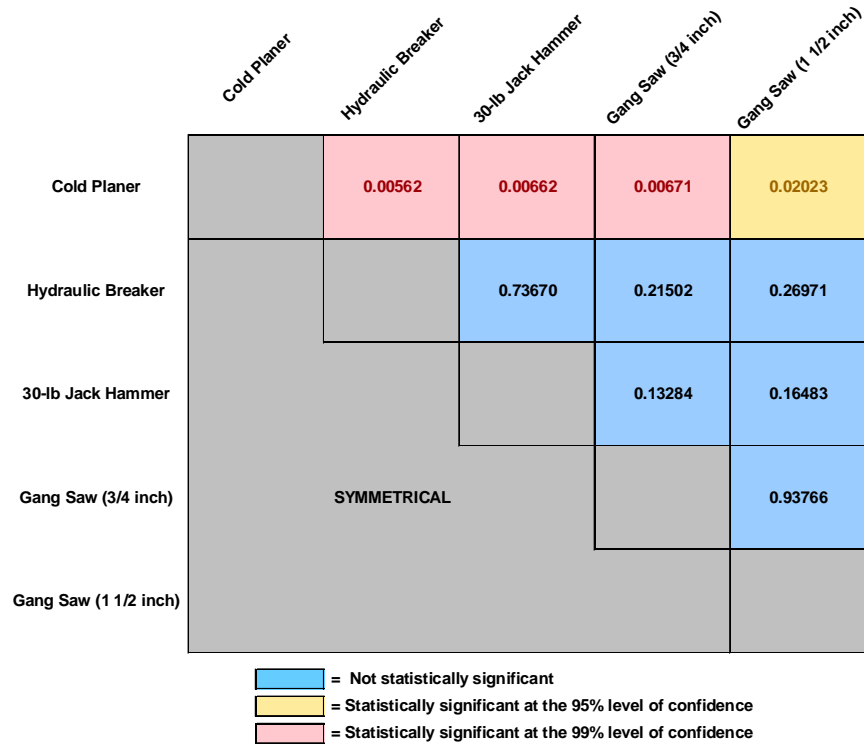 Cold Planer
Hydraulic Breaker
30-lb Jack Hammer
Gang Saw (3/4 inch)
Gang Saw (1 1/2 inch)
Cold Planer 0.00562 0.00662 0.00671 0.02023
Hydraulic Breaker 0.73670 0.21502 0.26971
30-lb Jack Hammer 0.13284 0.16483
Gang Saw (3/4 inch) SYMMETRICAL 0.93766
Gang Saw (1 1/2 inch)
= Not statistically significant
= Statistically significant at the 95% level of confidence
= Statistically significant at the 99% level of confidence